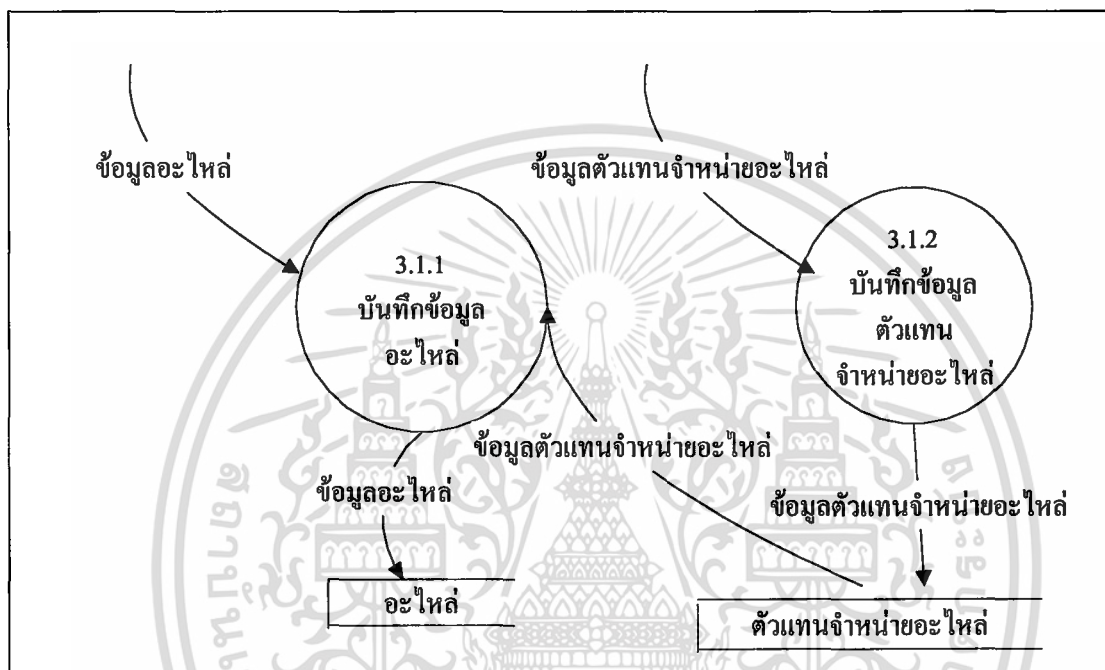 ข้อมูลอะไหล่
ข้อมูลตัวแทนจำหน่ายอะไหล่
3.1.1
บันทึกข้อมูล
อะไหล่
3.1.2
บันทึกข้อมูล
ตัวแทน
จำหน่ายอะไหล่
ข้อมูลตัวแทนจำหน่ายอะไหล่
ข้อมูลอะไหล่
ข้อมูลตัวแทนจำหน่ายอะไหล่
อะไหล่
ตัวแทนจำหน่ายอะไหล่